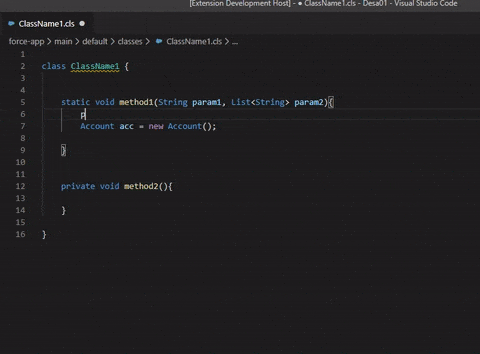 [Extension Development Host] - ● ClassName1.cls - Desa01 - Visual Studio Code
ClassName1.cls ●
force-app > main > default > classes > ClassName1.cls > ...
1
2 class ClassName1 {
3
4
5 static void method1(String param1, List<String> param2){
6 p
7 Account acc = new Account();
8
9 }
10
11
12 private void method2(){
13
14 }
15
16 }